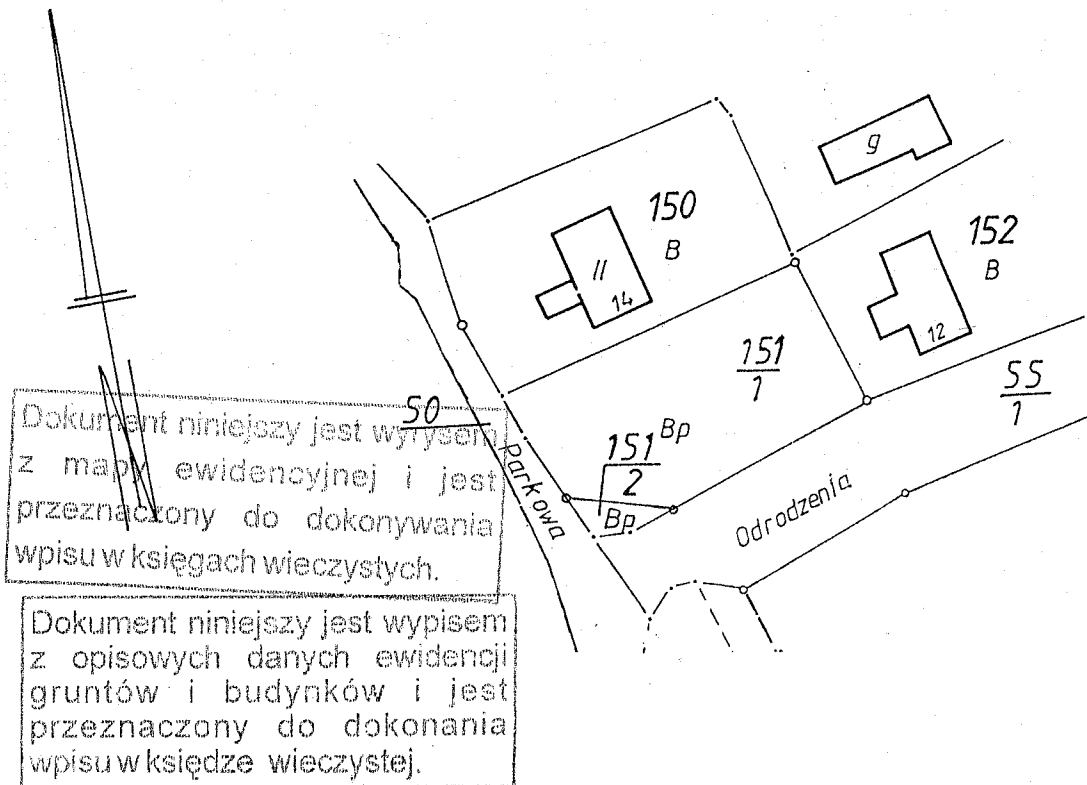 g
150
B
152
B
II
14
12
151
1
55
1
50
151 Bp
2
Bp
Parkowa
Odrodzenia
Dokument niniejszy jest wyrysem
z mapy ewidencyjnej i jest
przeznaczony do dokonywania
wpisu w księgach wieczystych.
Dokument niniejszy jest wypisem
z opisowych danych ewidencji
gruntów i budynków i jest
przeznaczony do dokonania
wpisu w księdze wieczystej.